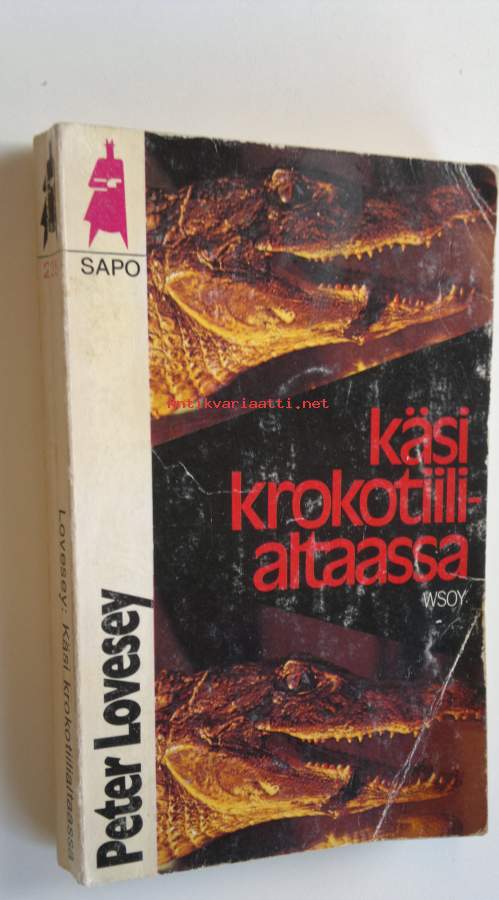 SAPO
Antikvariaatti.net
käsi
krokotiili-
altaassa
WSOY
Peter Lovesey
Lovesey: Käsi krokotiilialtaassa